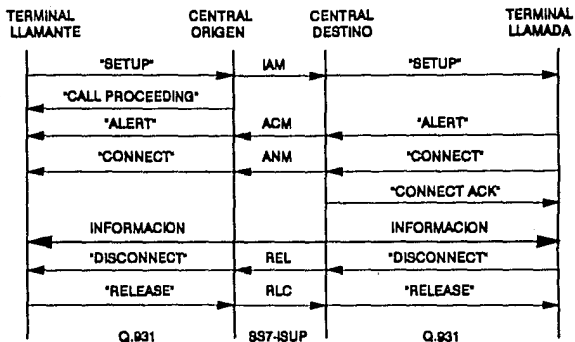 TERMINAL LLAMANTE
CENTRAL ORIGEN
CENTRAL DESTINO
TERMINAL LLAMADA
"SETUP" IAM "SETUP"
"CALL PROCEEDING"
"ALERT" ACM "ALERT"
"CONNECT" ANM "CONNECT"
"CONNECT ACK"
INFORMACION INFORMACION
"DISCONNECT" REL "DISCONNECT"
"RELEASE" RLC "RELEASE"
Q.931 SS7-ISUP Q.931